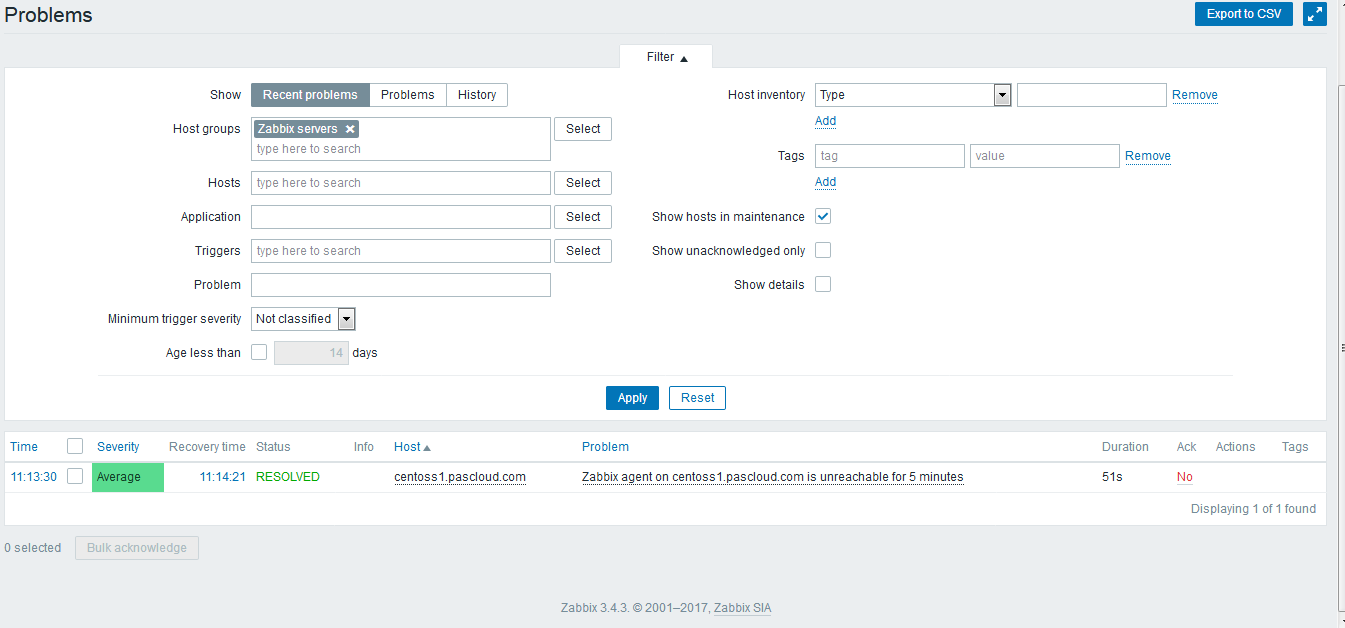 Problems
Export to CSV
Filter ▲
Show Recent problems Problems History
Host groups Zabbix servers × Select
type here to search
Hosts type here to search Select
Application Select
Triggers type here to search Select
Problem
Minimum trigger severity Not classified
Age less than 14 days
Host inventory Type Remove
Add
Tags tag value Remove
Add
Show hosts in maintenance
Show unacknowledged only
Show details
Apply Reset
Time Severity Recovery time Status Info Host▲ Problem Duration Ack Actions Tags
11:13:30 Average 11:14:21 RESOLVED centoss1.pascloud.com Zabbix agent on centoss1.pascloud.com is unreachable for 5 minutes 51s No
Displaying 1 of 1 found
0 selected Bulk acknowledge
Zabbix 3.4.3. © 2001–2017, Zabbix SIA